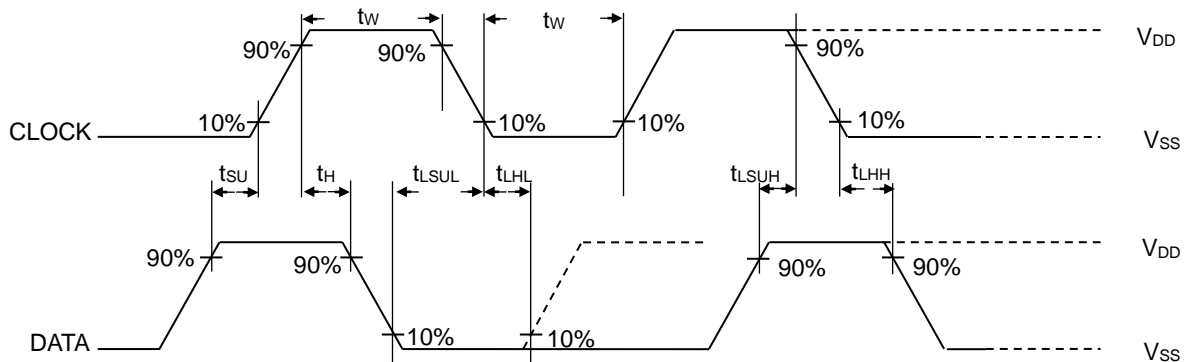 tW tW
90% 90% 90% VDD
CLOCK 10% 10% 10% 10% VSS
tSU tH tLSUL tLHL tLSUH tLHH
90% 90% 90% 90% VDD
DATA 10% 10% VSS